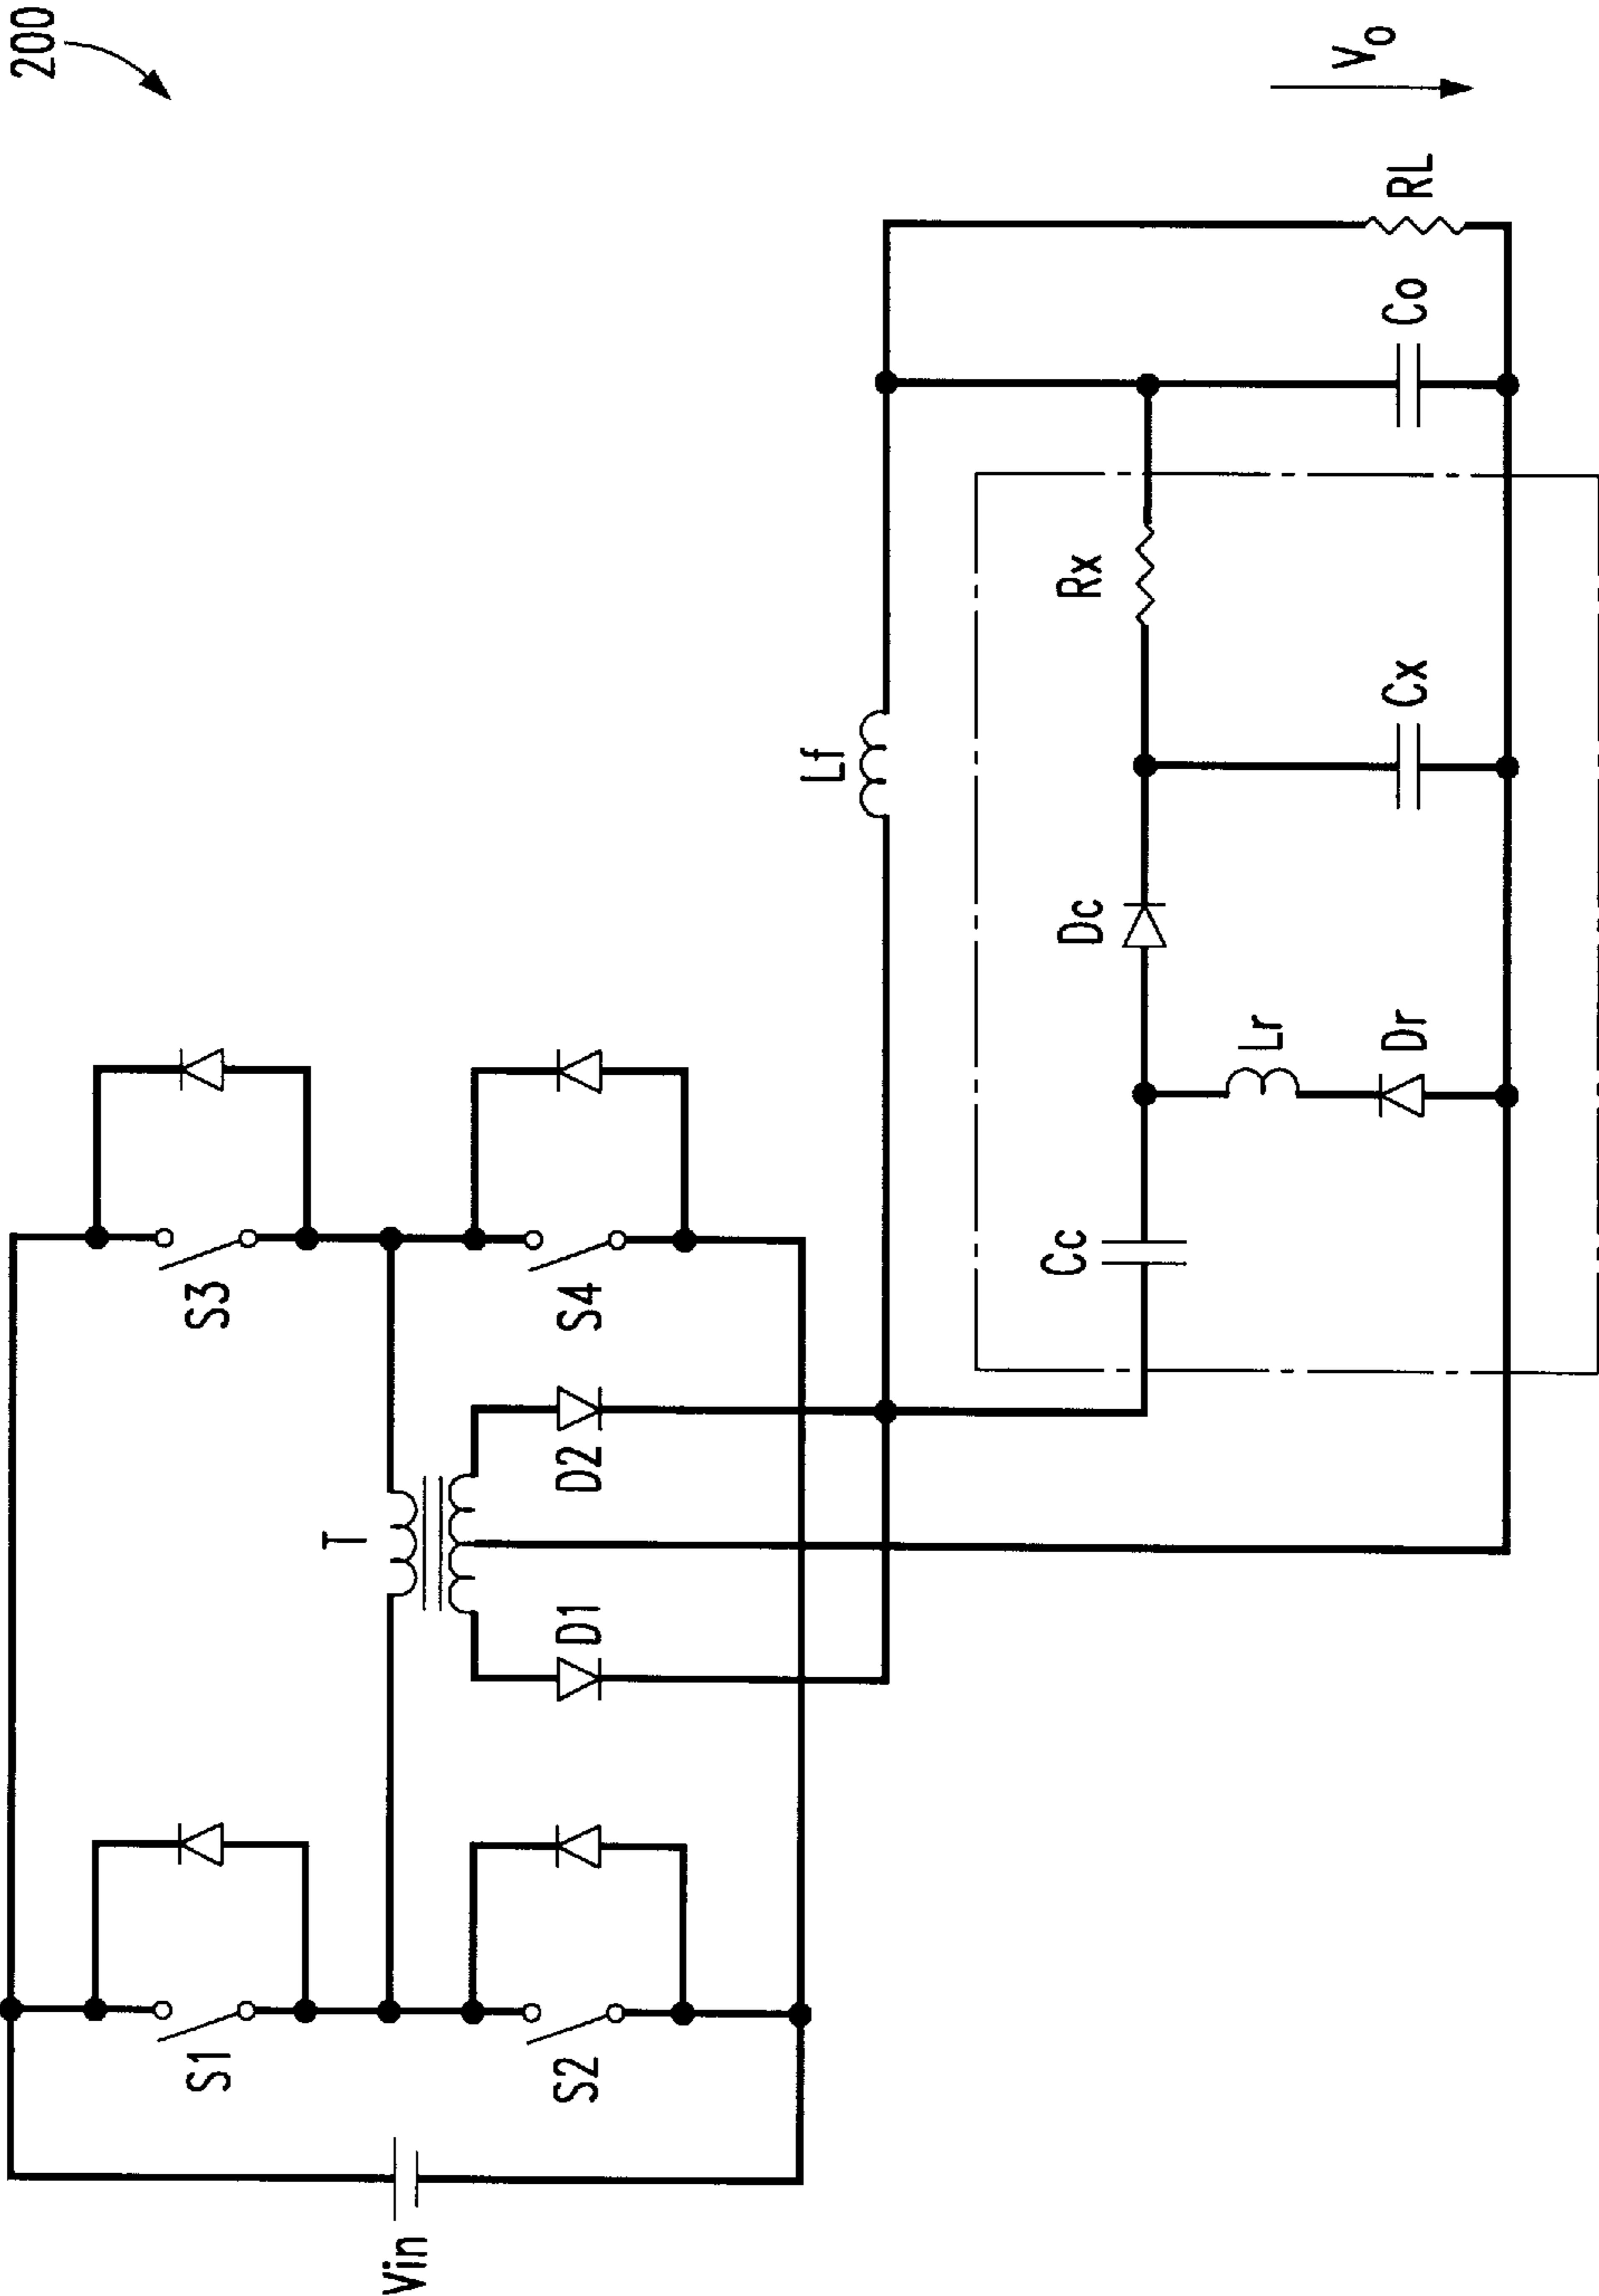 200
Vin
S1
S2
T
D1
D2
S3
S4
Lf
Cc
Lr
Dr
Dc
Cx
Rx
Co
RL
Vo